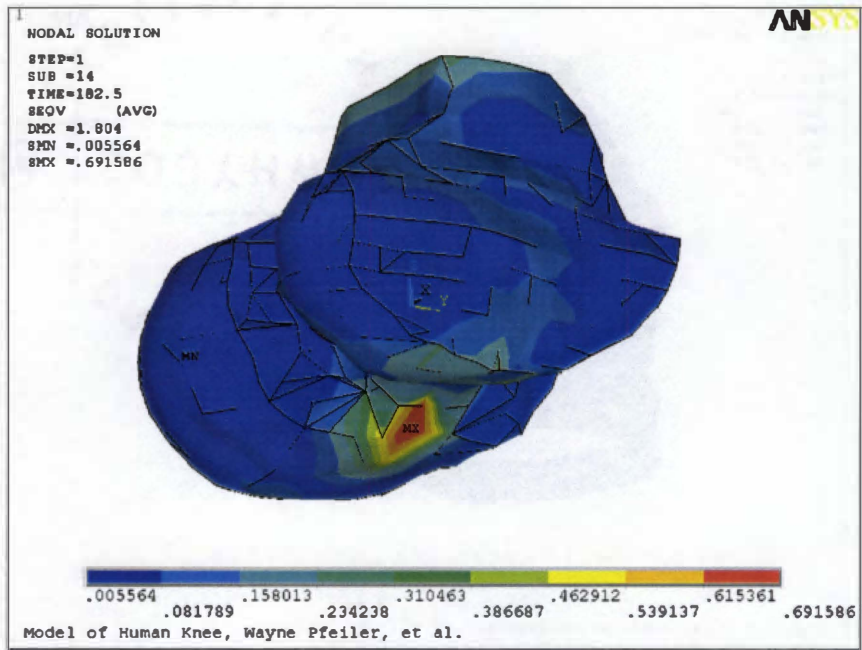 1
ANSYS
NODAL SOLUTION
STEP=1
SUB =14
TIME=182.5
SEQV (AVG)
DMX =1.804
SMN =.005564
SMX =.691586
X
Y
MN
MX
.005564 .158013 .310463 .462912 .615361
.081789 .234238 .386687 .539137 .691586
Model of Human Knee, Wayne Pfeiler, et al.